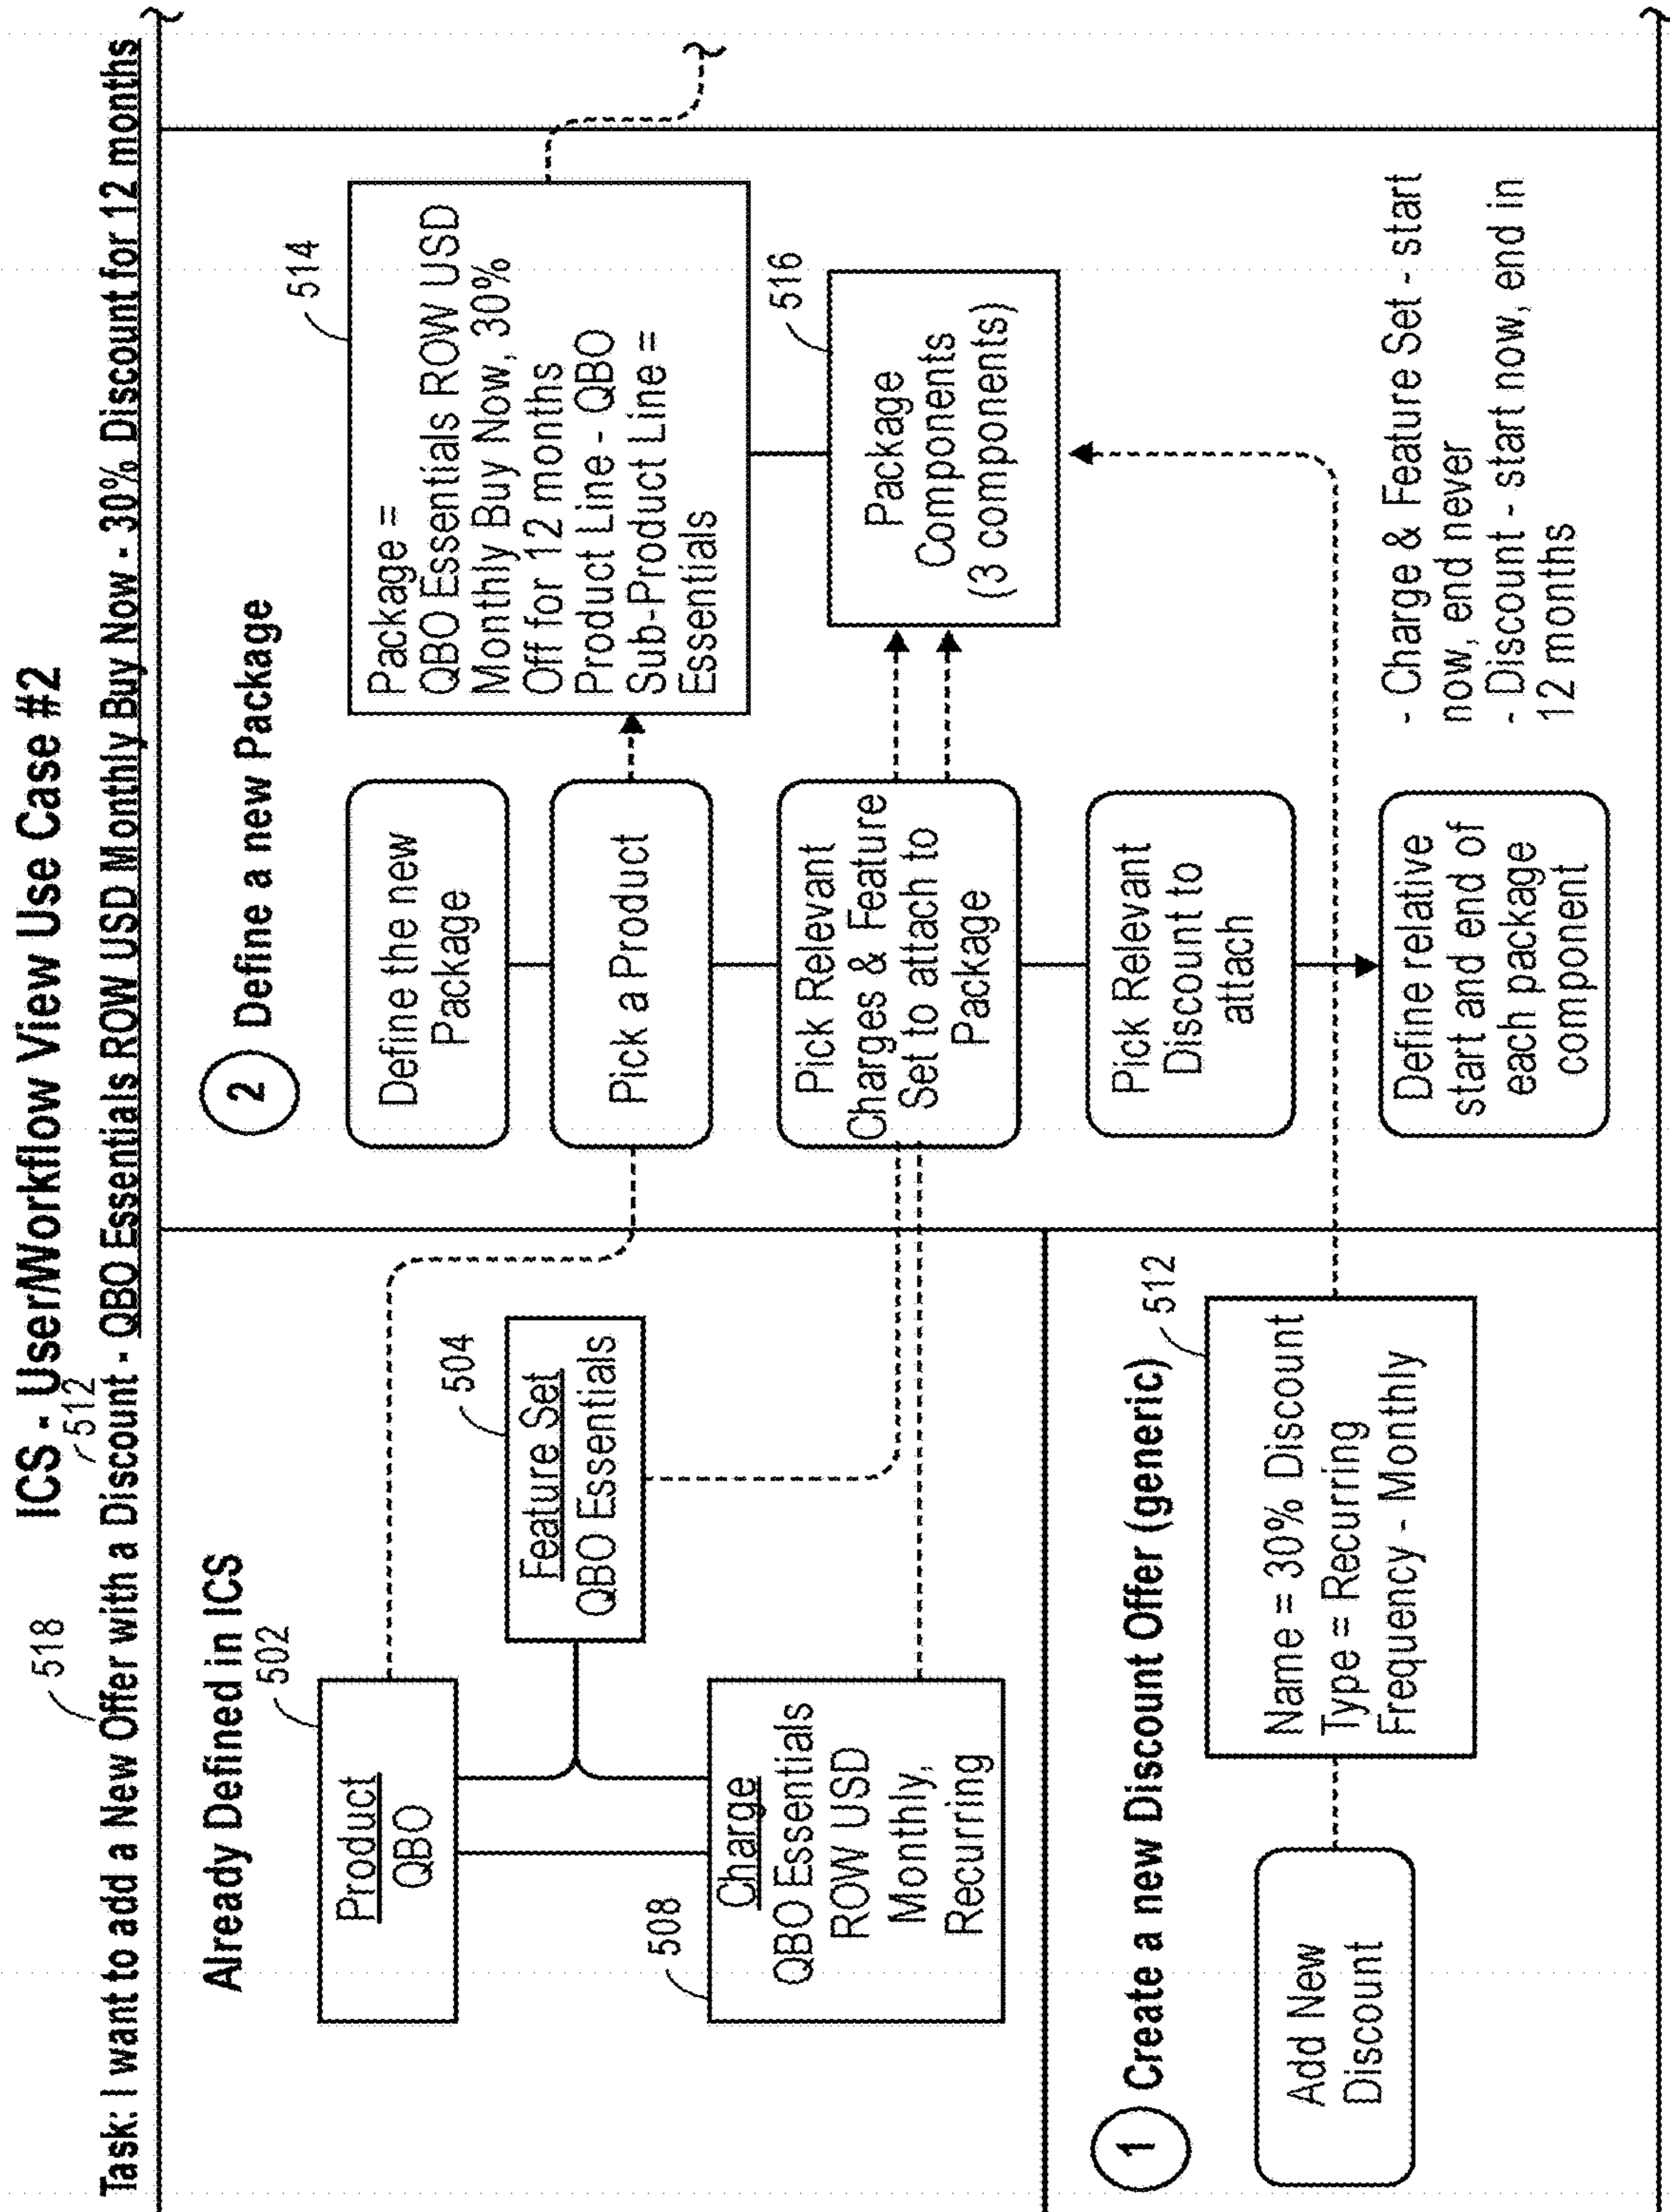 ICS - User/Workflow View Use Case #2
518
512
Task: I want to add a New Offer with a Discount - QBO Essentials ROW USD Monthly Buy Now - 30% Discount for 12 months
Already Defined in ICS
502
Product
QBO
504
Feature Set
QBO Essentials
508
Charge
QBO Essentials
ROW USD
Monthly,
Recurring
1
Create a new Discount Offer (generic)
Add New
Discount
512
Name = 30% Discount
Type = Recurring
Frequency - Monthly
2
Define a new Package
Define the new
Package
Pick a Product
Pick Relevant
Charges & Feature
Set to attach to
Package
Pick Relevant
Discount to
attach
Define relative
start and end of
each package
component
514
Package =
QBO Essentials ROW USD
Monthly Buy Now, 30%
Off for 12 months
Product Line - QBO
Sub-Product Line =
Essentials
516
Package
Components
(3 components)
- Charge & Feature Set - start
now, end never
- Discount - start now, end in
12 months